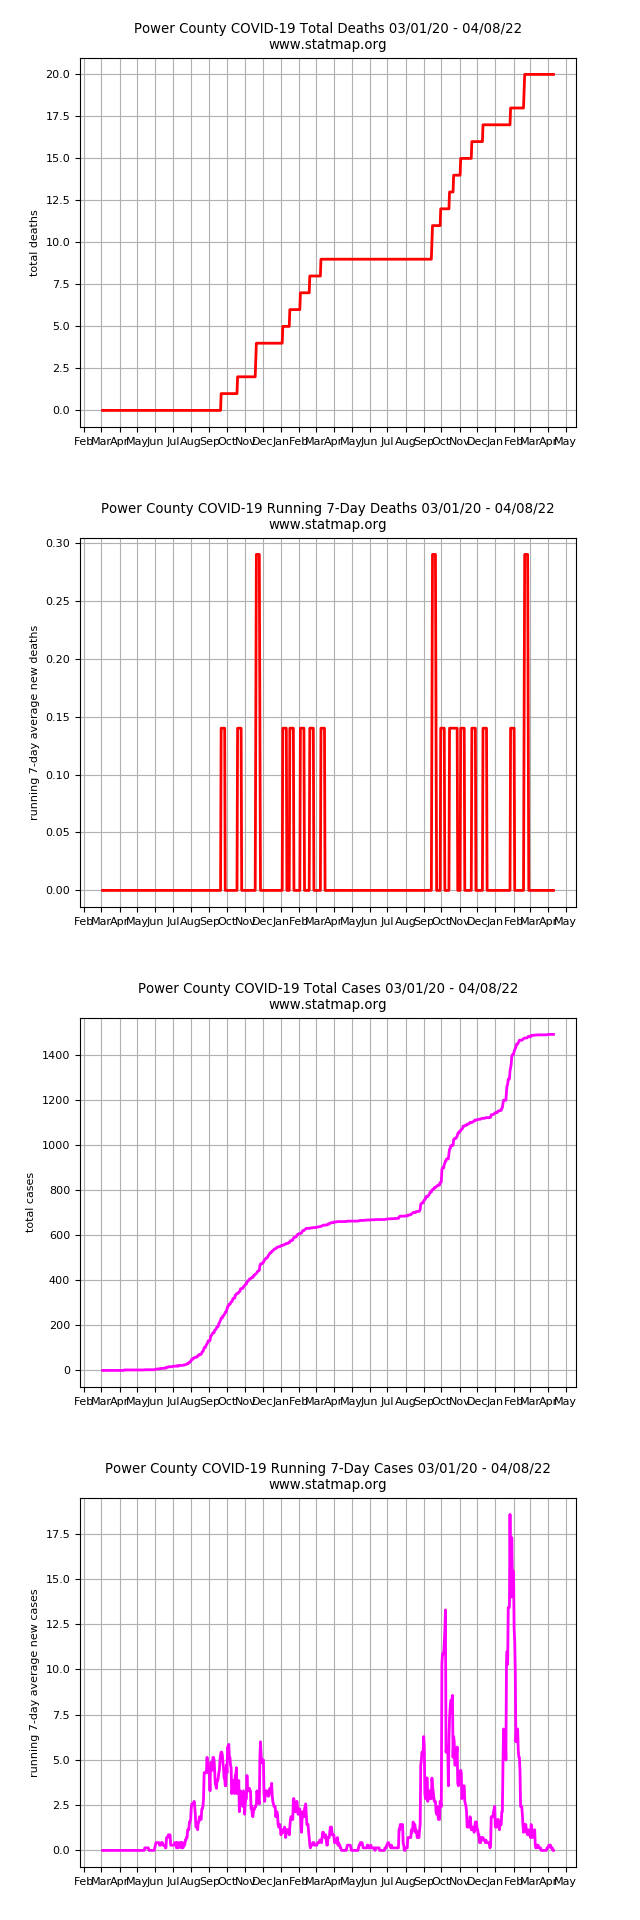 Power County COVID-19 Total Deaths 03/01/20 - 04/08/22
www.statmap.org
20.0
17.5
15.0
12.5
10.0
7.5
5.0
2.5
0.0
total deaths
Feb Mar Apr May Jun Jul Aug Sep Oct Nov Dec Jan Feb Mar Apr May Jun Jul Aug Sep Oct Nov Dec Jan Feb Mar Apr May
Power County COVID-19 Running 7-Day Deaths 03/01/20 - 04/08/22
www.statmap.org
0.30
0.25
0.20
0.15
0.10
0.05
0.00
running 7-day average new deaths
Feb Mar Apr May Jun Jul Aug Sep Oct Nov Dec Jan Feb Mar Apr May Jun Jul Aug Sep Oct Nov Dec Jan Feb Mar Apr May
Power County COVID-19 Total Cases 03/01/20 - 04/08/22
www.statmap.org
1400
1200
1000
800
600
400
200
0
total cases
Feb Mar Apr May Jun Jul Aug Sep Oct Nov Dec Jan Feb Mar Apr May Jun Jul Aug Sep Oct Nov Dec Jan Feb Mar Apr May
Power County COVID-19 Running 7-Day Cases 03/01/20 - 04/08/22
www.statmap.org
17.5
15.0
12.5
10.0
7.5
5.0
2.5
0.0
running 7-day average new cases
Feb Mar Apr May Jun Jul Aug Sep Oct Nov Dec Jan Feb Mar Apr May Jun Jul Aug Sep Oct Nov Dec Jan Feb Mar Apr May